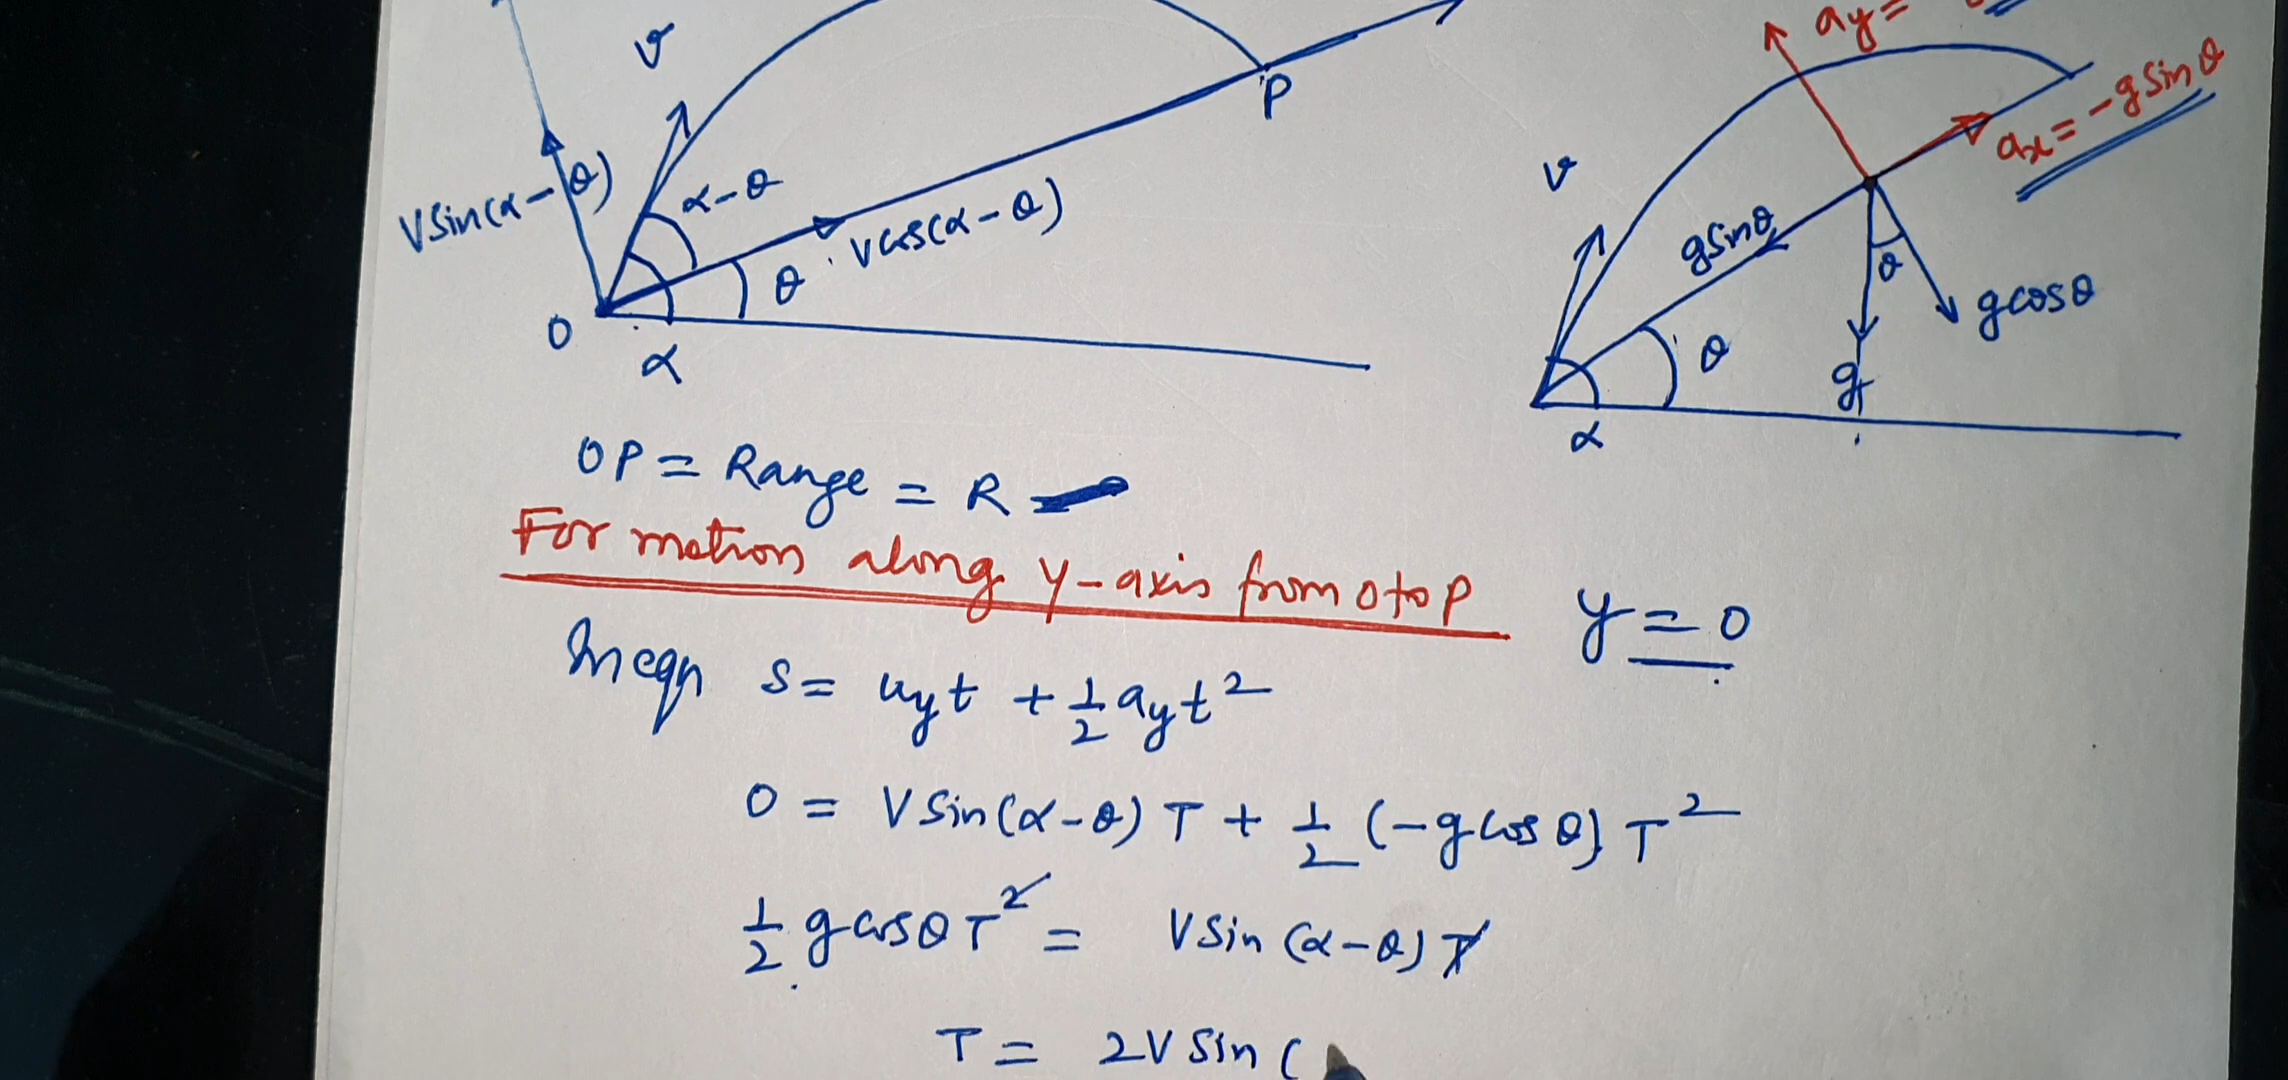 v
V Sin(α-θ)
α-θ
V cos(α-θ)
θ
P
O
α
ay =
ax = -g Sin θ
v
g Sin θ
θ
g cos θ
θ
g
α
OP = Range = R
For motion along y-axis from O to P
y = 0
In eqn s = uyt + 1/2 ayt²
0 = V Sin(α-θ) T + 1/2 (-g cos θ) T²
1/2 g cos θ T² = V Sin (α-θ) T
T = 2V Sin (